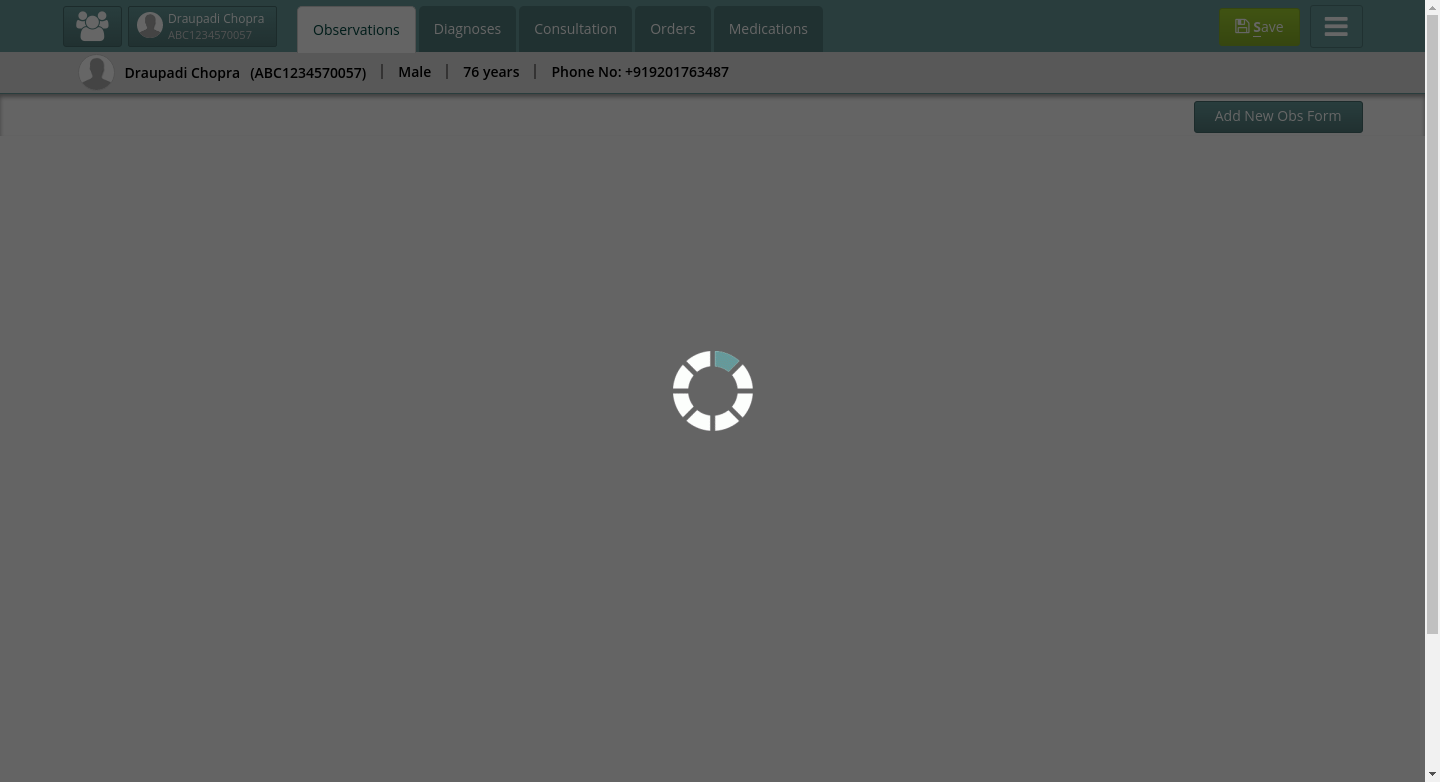 Draupadi Chopra
ABC1234570057
Observations
Diagnoses
Consultation
Orders
Medications
Save
Draupadi Chopra (ABC1234570057) | Male | 76 years | Phone No: +919201763487
Add New Obs Form